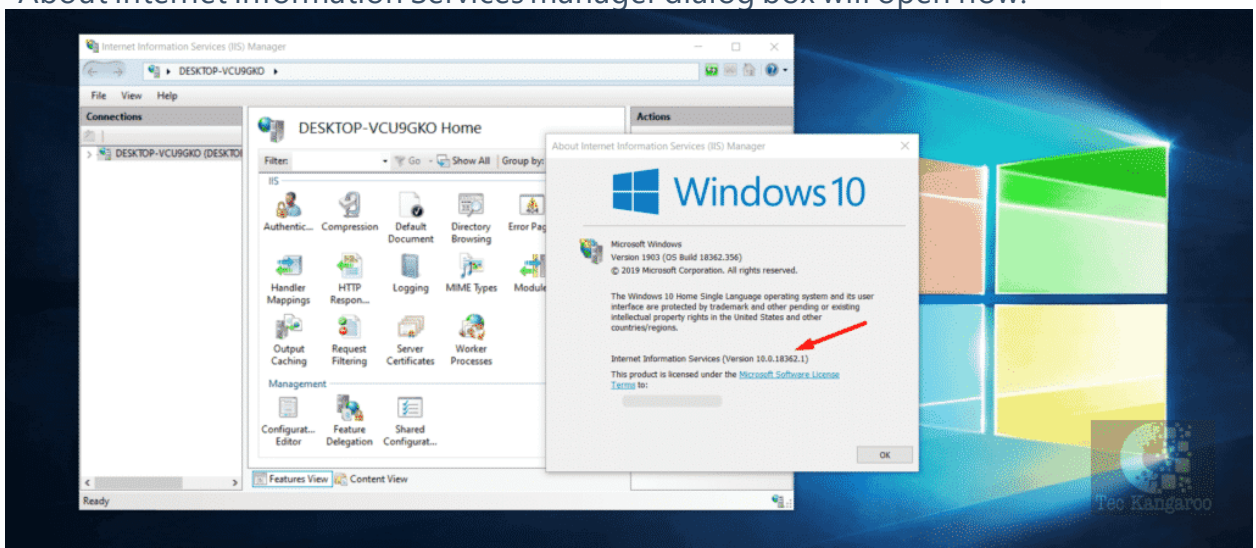 About Internet Information Services manager dialog box will open now.
Internet Information Services (IIS) Manager
DESKTOP-VCU9GKO
File View Help
Connections
DESKTOP-VCU9GKO (DESKTO
DESKTOP-VCU9GKO Home
Filter: Go Show All Group by:
IIS
Authentic... Compression Default Document Directory Browsing Error Pag
Handler Mappings HTTP Respon... Logging MIME Types Module
Output Caching Request Filtering Server Certificates Worker Processes
Management
Configurat... Editor Feature Delegation Shared Configurat...
Features View Content View
Ready
Actions
About Internet Information Services (IIS) Manager
Windows 10
Microsoft Windows
Version 1903 (OS Build 18362.356)
© 2019 Microsoft Corporation. All rights reserved.
The Windows 10 Home Single Language operating system and its user
interface are protected by trademark and other pending or existing
intellectual property rights in the United States and other
countries/regions.
Internet Information Services (Version 10.0.18362.1)
This product is licensed under the Microsoft Software License
Terms to:
OK
Tec Kangaroo